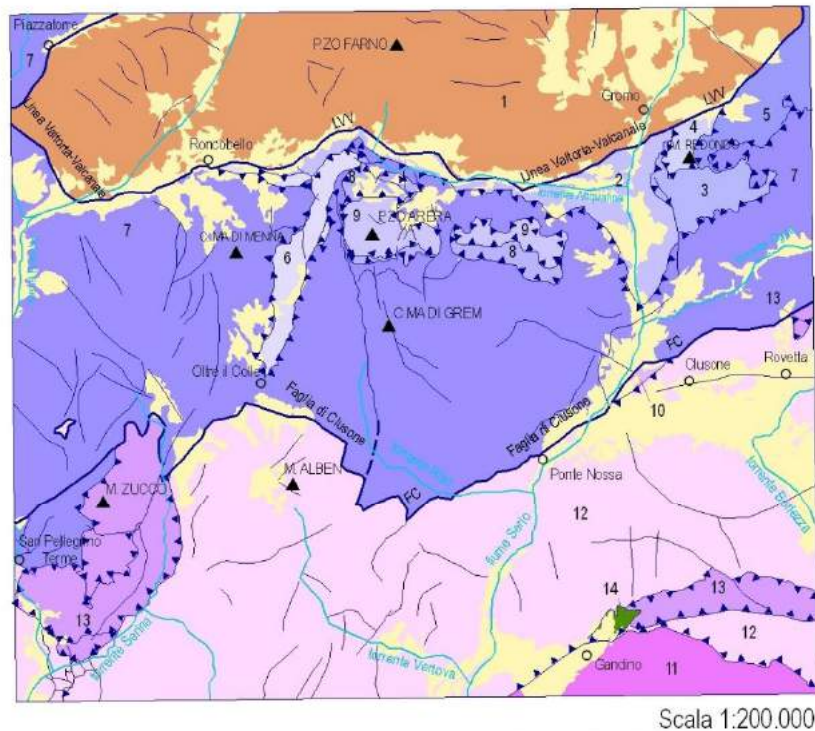 Piazzatorre
7
P.ZO FARNO
1
Gromo
4
LVV
5
Linea Valtorta-Valcanale
LVV
Roncobello
Linea Valtorta-Valcanale
M. REDONDO
2
3
7
8
7
C.MA DI MENNA
9
P.ZO ARERA
9
8
6
C.MA DI GREM
13
FC
Oltre il Colle
Clusone
Rovetta
Faglia di Clusone
Faglia di Clusone
10
M. ALBEN
Ponte Nossa
M. ZUCCO
FC
12
San Pellegrino
Terme
fiume Serio
14
13
13
12
torrente Vertova
Gandino
11
Scala 1:200.000